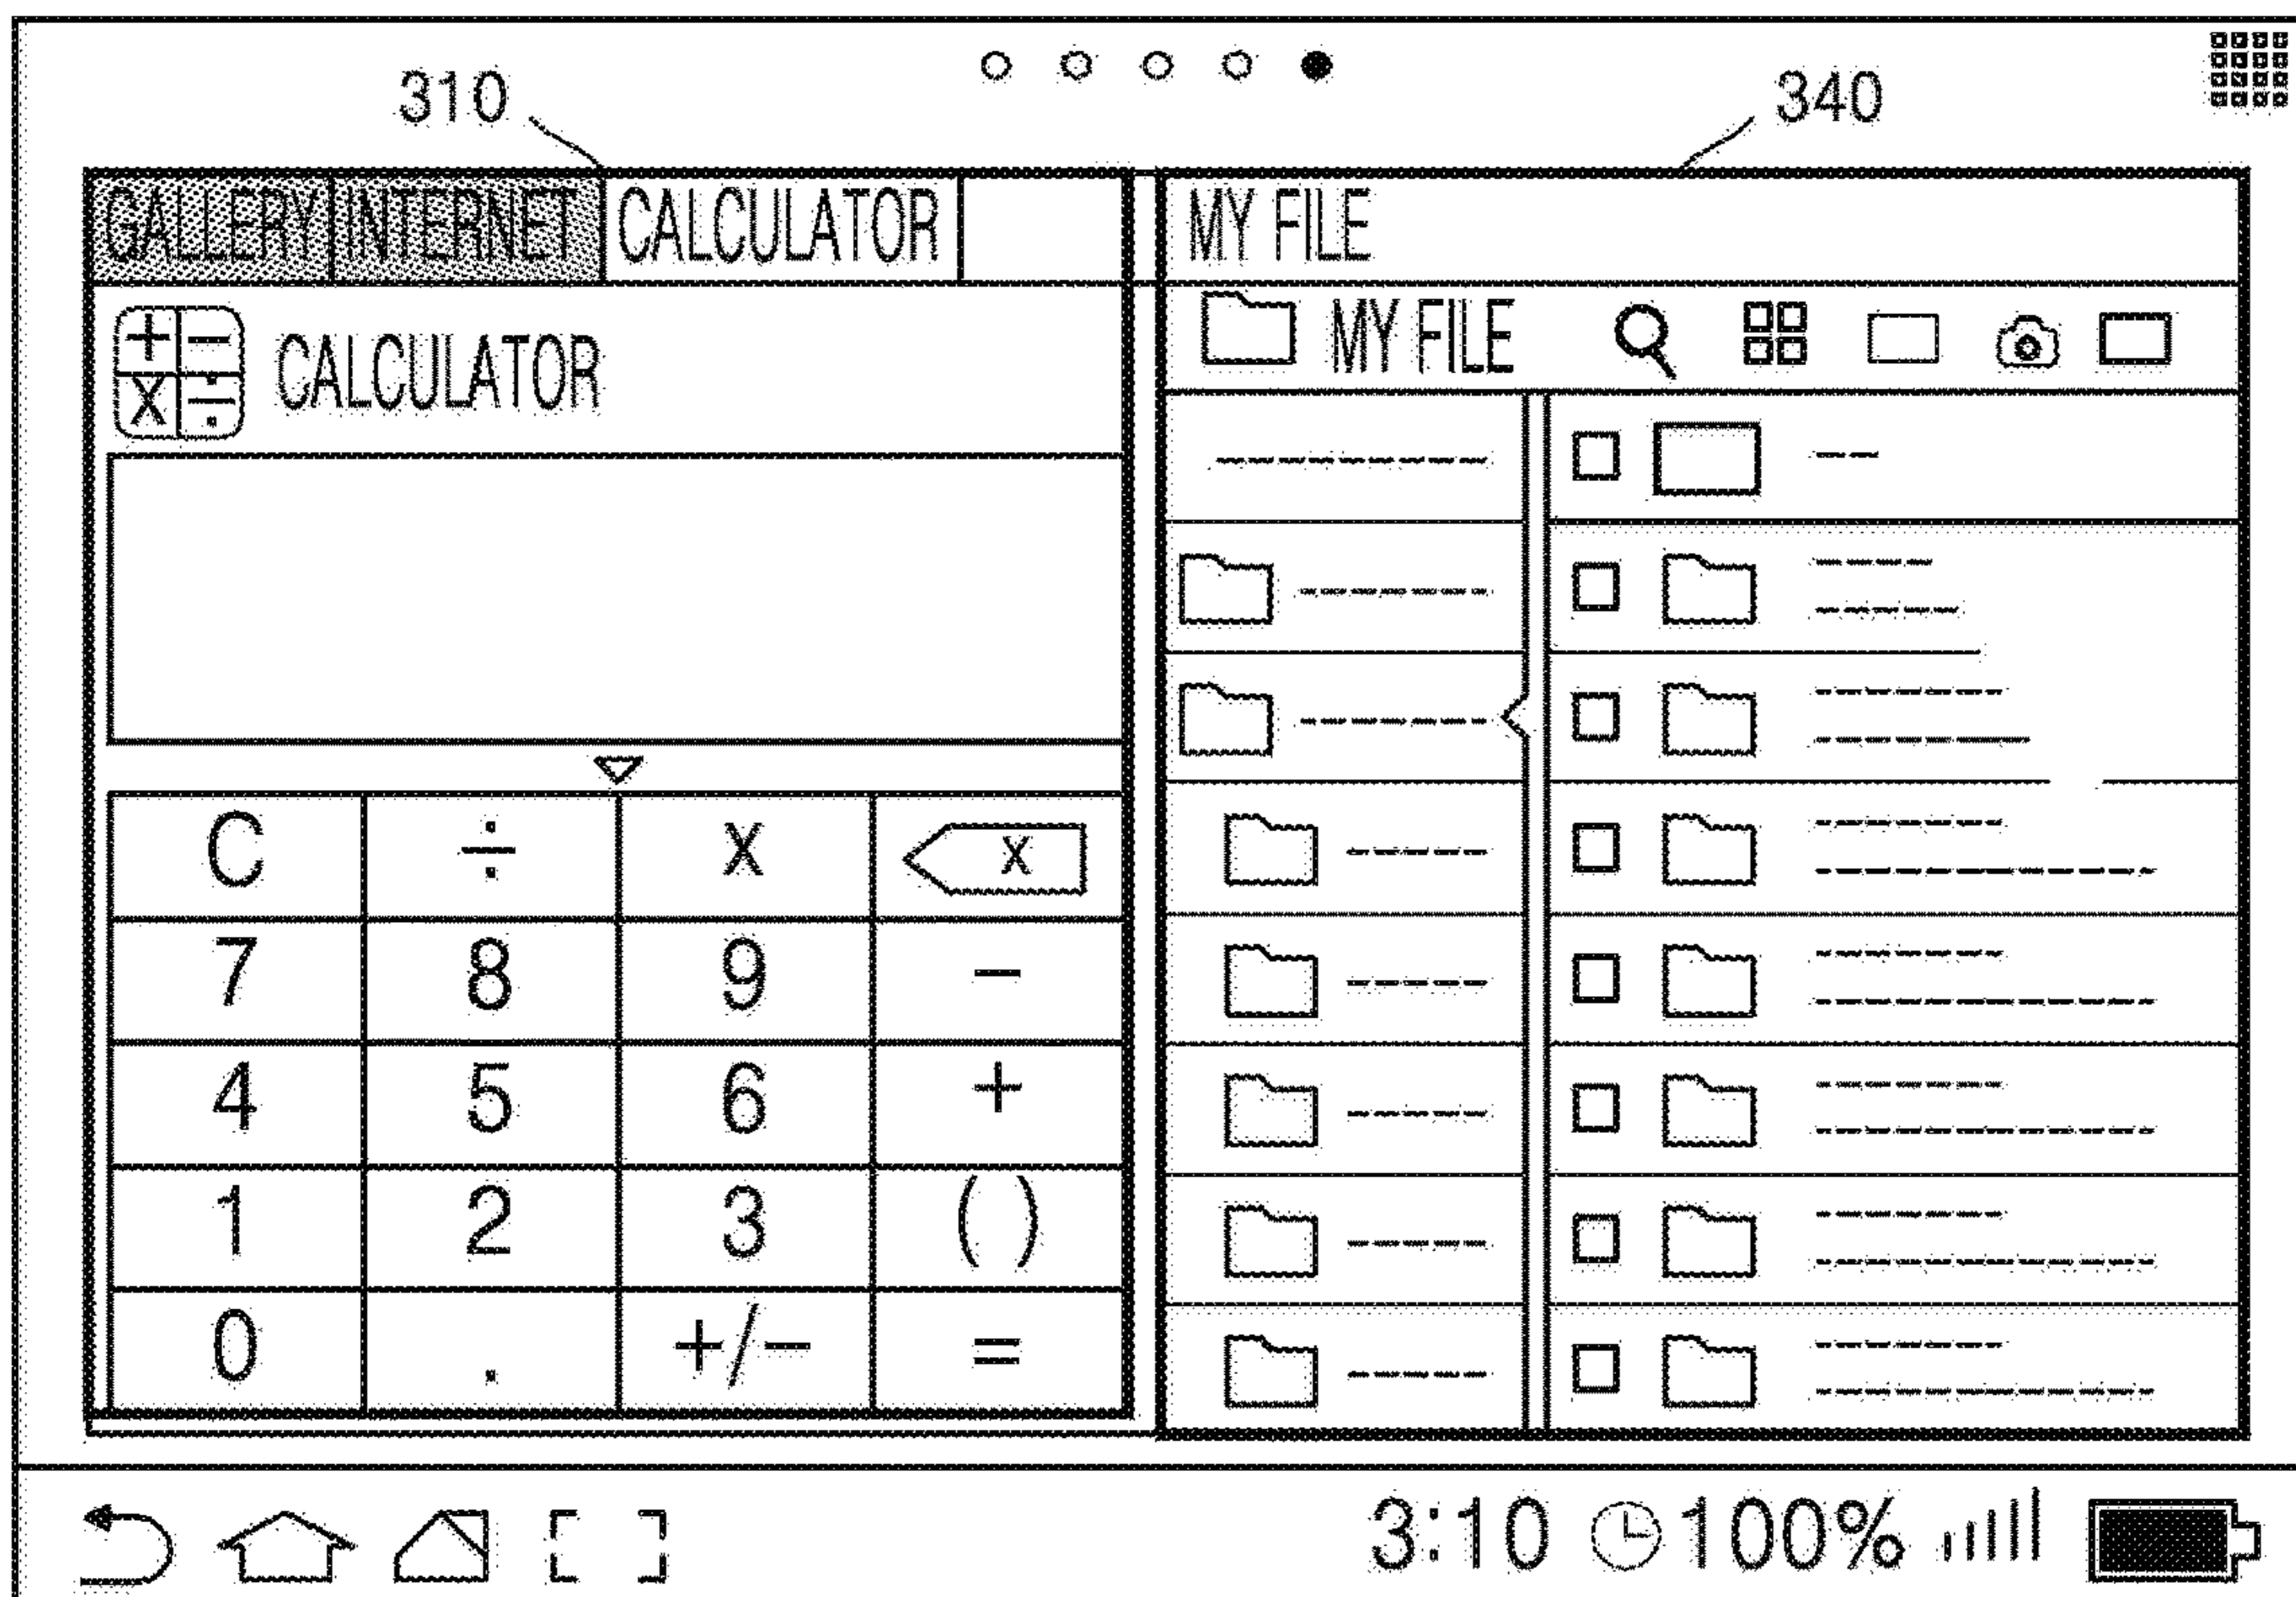 310
340
GALLERY INTERNET CALCULATOR
MY FILE
MY FILE
+ −
x ÷
CALCULATOR
C ÷ x x
7 8 9 −
4 5 6 +
1 2 3 ( )
0 . +/− =
3:10 100%